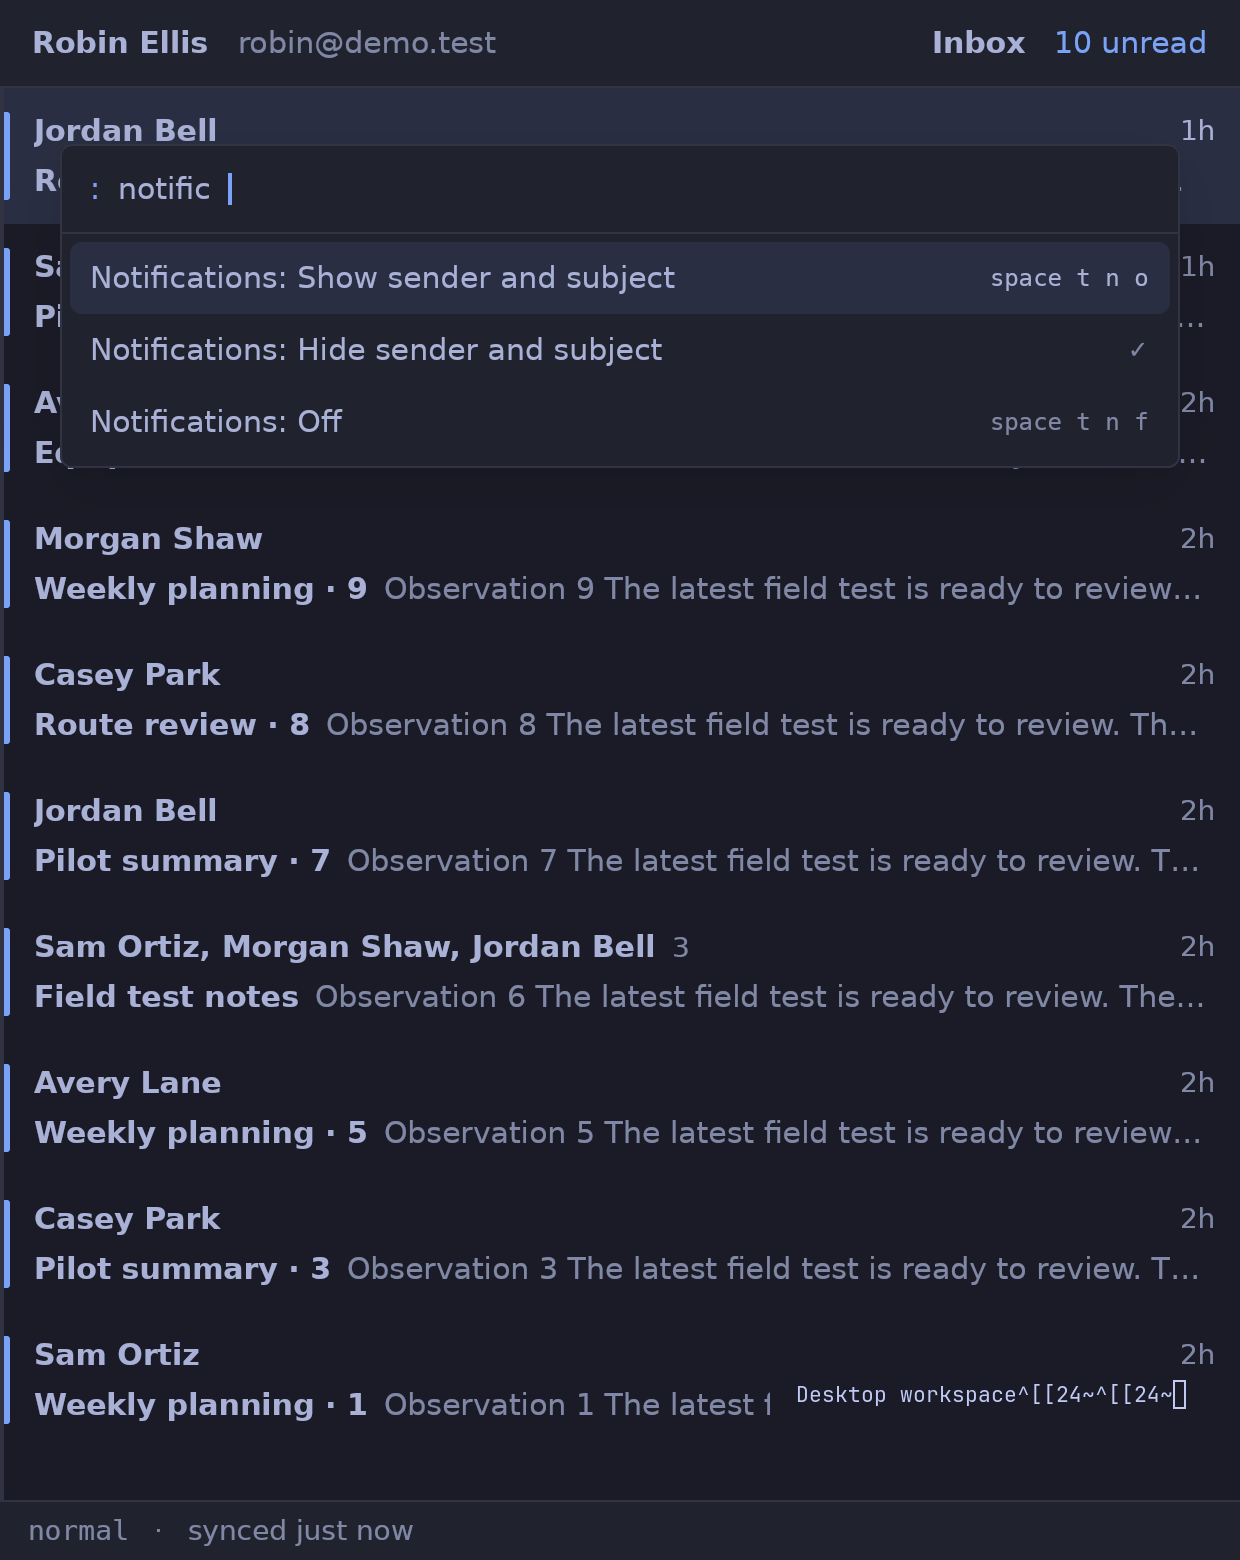 Robin Ellis robin@demo.test Inbox 10 unread
Jordan Bell 1h
: notific
Notifications: Show sender and subject space t n o
1h
Notifications: Hide sender and subject ✓
2h
Notifications: Off space t n f
Morgan Shaw 2h
Weekly planning · 9 Observation 9 The latest field test is ready to review…
Casey Park 2h
Route review · 8 Observation 8 The latest field test is ready to review. Th…
Jordan Bell 2h
Pilot summary · 7 Observation 7 The latest field test is ready to review. T…
Sam Ortiz, Morgan Shaw, Jordan Bell 3 2h
Field test notes Observation 6 The latest field test is ready to review. The…
Avery Lane 2h
Weekly planning · 5 Observation 5 The latest field test is ready to review…
Casey Park 2h
Pilot summary · 3 Observation 3 The latest field test is ready to review. T…
Sam Ortiz 2h
Weekly planning · 1 Observation 1 The latest
Desktop workspace^[[24~^[[24~
normal · synced just now